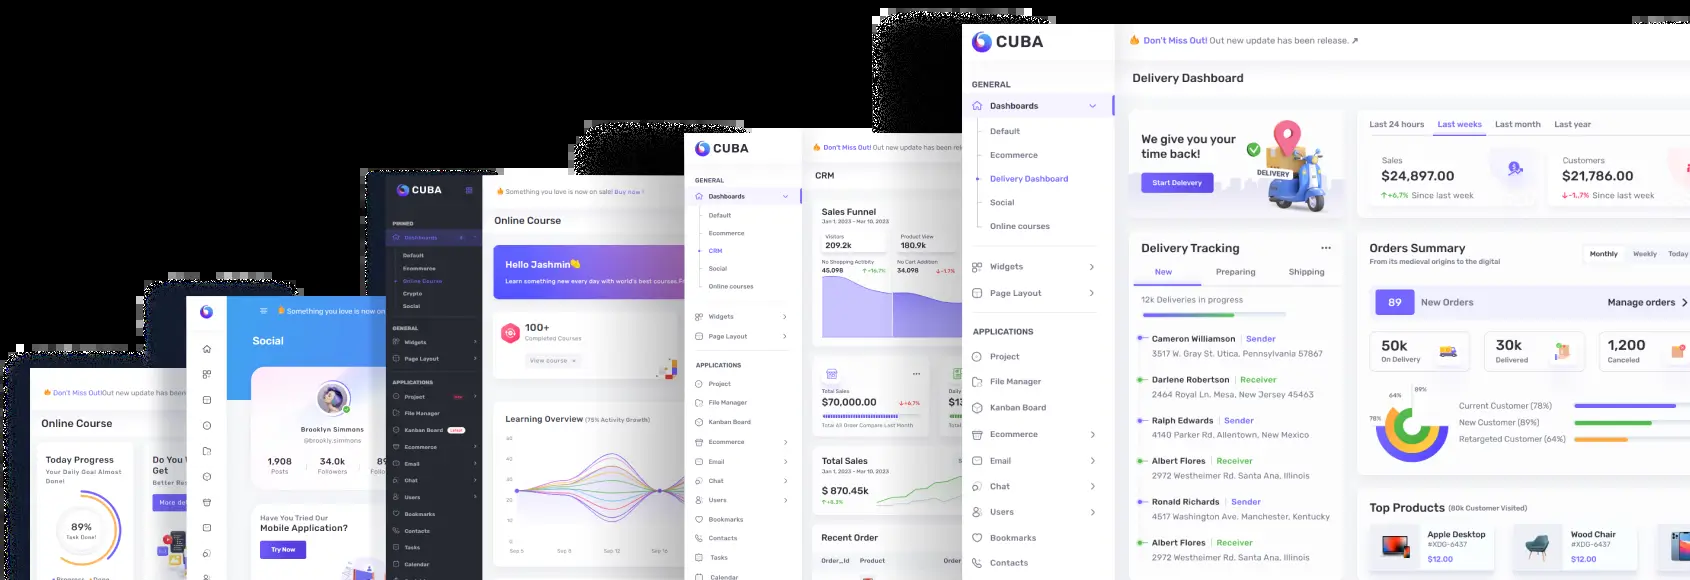 Don't Miss Out!Out new update has been
Online Course
Today Progress
Your Daily Goal Almost
Done!
89%
Task Done!
Progress
Done
Do You
Get
Better Re
More de
Something you love is now on
Social
Brooklyn Simmons
@brookly.simmons
1,908
Posts
34.0k
Followers
Have You Tried Our
Mobile Application?
Try Now
CUBA
PINNED
Dashboards
Default
Ecommerce
Online Course
Crypto
Social
GENERAL
Widgets
Page Layout
APPLICATIONS
Project
File Manager
Kanban Board
Ecommerce
Email
Chat
Users
Bookmarks
Contacts
Tasks
Calendar
Something you love is now on sale! Buy now !
Online Course
Hello Jashmin
Learn something new every day with world's best courses,
100+
Completed Courses
View course
Learning Overview (75% Activity Growth)
10
Sep 5
Sep 8
Sep 12
Sep 16
CUBA
GENERAL
Dashboards
Default
Ecommerce
CRM
Social
Online courses
Widgets
Page Layout
APPLICATIONS
Project
File Manager
Kanban Board
Ecommerce
Email
Chat
Users
Bookmarks
Contacts
Tasks
Calendar
Don't Miss Out! Out new update has been rele
CRM
Sales Funnel
Jan 1, 2023 - Mar 10, 2023
Visitors
209.2k
Product View
180.9k
No Shopping Activity
45,098
+16.7%
No Cart Addition
34,098
-1.7%
Total Sales
$70,000.00
+6.7%
Total All Order Compare Last Month
Total Sales
Jan 1, 2023 - Mar 10, 2023
$ 870.45k
Recent Order
Order_Id
Product
Order
CUBA
GENERAL
Dashboards
Default
Ecommerce
Delivery Dashboard
Social
Online courses
Widgets
Page Layout
APPLICATIONS
Project
File Manager
Kanban Board
Ecommerce
Email
Chat
Users
Bookmarks
Contacts
Don't Miss Out! Out new update has been release.
Delivery Dashboard
We give you your
time back!
Start Delevery
DELIVERY
Last 24 hours
Last weeks
Last month
Last year
Sales
$24,897.00
+6.7% Since last week
Customers
$21,786.00
-1.7% Since last week
Delivery Tracking
New
Preparing
Shipping
12k Deliveries in progress
Cameron Williamson | Sender
3517 W. Gray St. Utica, Pennsylvania 57867
Darlene Robertson | Receiver
2464 Royal Ln. Mesa, New Jersey 45463
Ralph Edwards | Sender
4140 Parker Rd. Allentown, New Mexico
Albert Flores | Receiver
2972 Westheimer Rd. Santa Ana, Illinois
Ronald Richards | Sender
4517 Washington Ave. Manchester, Kentucky
Albert Flores | Receiver
2972 Westheimer Rd. Santa Ana, Illinois
Orders Summary
From its medieval origins to the digital
Monthly
Weekly
Today
89
New Orders
Manage orders
50k
On Delivery
30k
Delivered
1,200
Canceled
89%
64%
78%
Current Customer (78%)
New Customer (89%)
Retargeted Customer (64%)
Top Products (80k Customer Visited)
Apple Desktop
#XDG-6437
$12.00
Wood Chair
#XDG-6437
$12.00